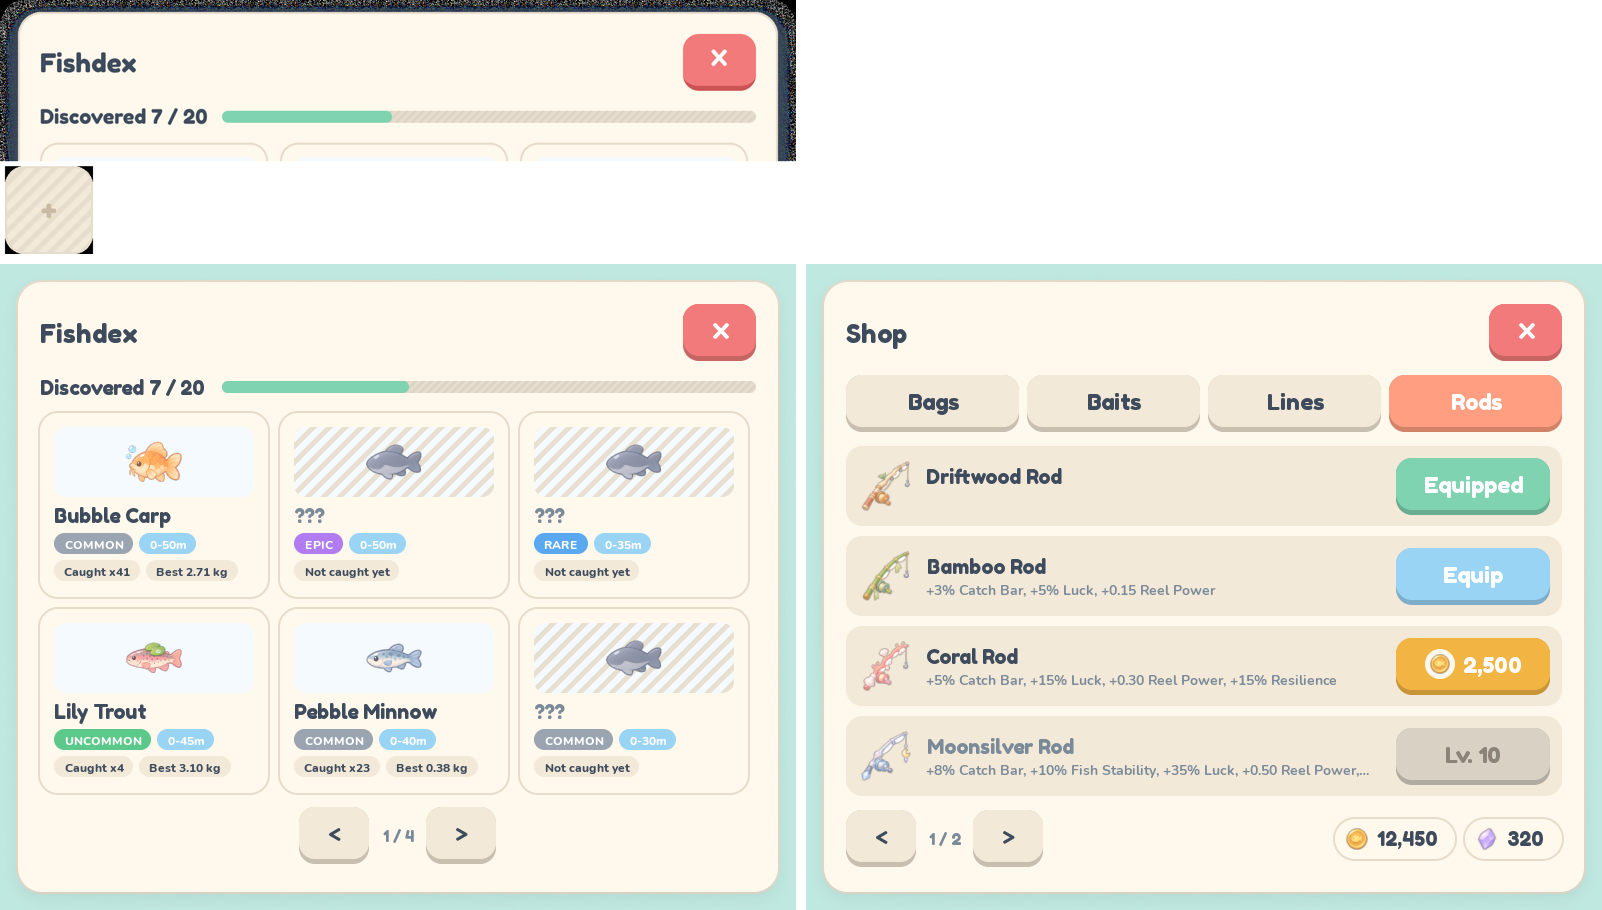 Fishdex
×
Discovered 7 / 20
+
Fishdex
×
Discovered 7 / 20
Bubble Carp
COMMON 0-50m
Caught x41 Best 2.71 kg
???
EPIC 0-50m
Not caught yet
???
RARE 0-35m
Not caught yet
Lily Trout
UNCOMMON 0-45m
Caught x4 Best 3.10 kg
Pebble Minnow
COMMON 0-40m
Caught x23 Best 0.38 kg
???
COMMON 0-30m
Not caught yet
< 1 / 4 >
Shop
×
Bags Baits Lines Rods
Driftwood Rod
Equipped
Bamboo Rod
+3% Catch Bar, +5% Luck, +0.15 Reel Power
Equip
Coral Rod
+5% Catch Bar, +15% Luck, +0.30 Reel Power, +15% Resilience
2,500
Moonsilver Rod
+8% Catch Bar, +10% Fish Stability, +35% Luck, +0.50 Reel Power,...
Lv. 10
< 1 / 2 >
12,450
320